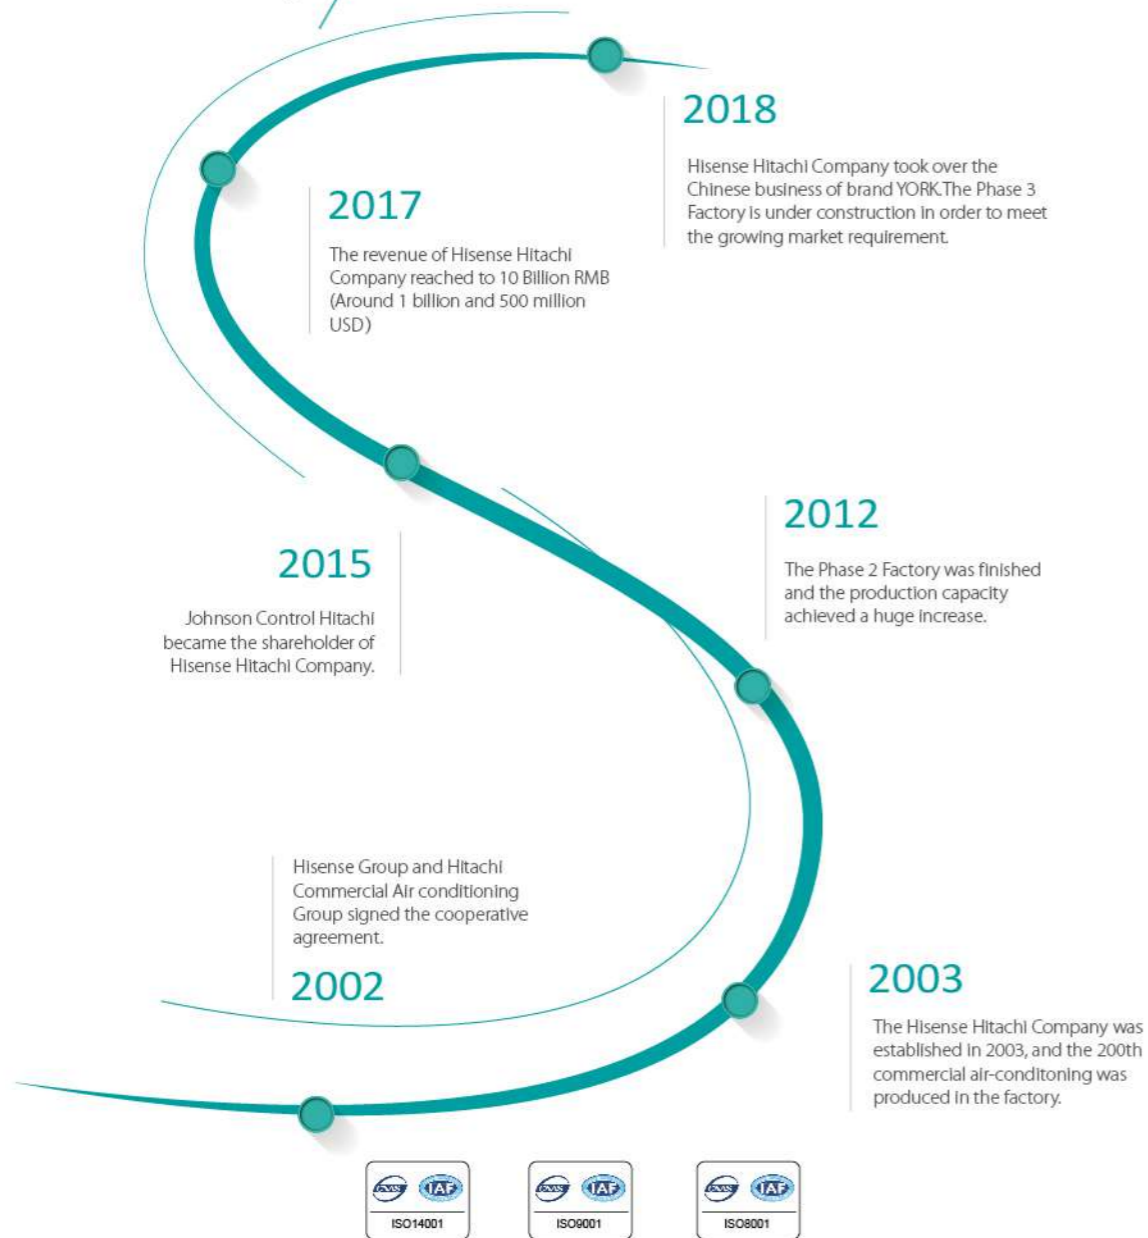 2018
Hisense Hitachi Company took over the
Chinese business of brand YORK.The Phase 3
Factory is under construction in order to meet
the growing market requirement.
2017
The revenue of Hisense Hitachi
Company reached to 10 Billion RMB
(Around 1 billion and 500 million
USD)
2015
Johnson Control Hitachi
became the shareholder of
Hisense Hitachi Company.
2012
The Phase 2 Factory was finished
and the production capacity
achieved a huge increase.
Hisense Group and Hitachi
Commercial Air conditioning
Group signed the cooperative
agreement.
2002
2003
The Hisense Hitachi Company was
established in 2003, and the 200th
commercial air-conditoning was
produced in the factory.
CNAS IAF
ISO14001
CNAS IAF
ISO9001
CNAS IAF
ISO8001